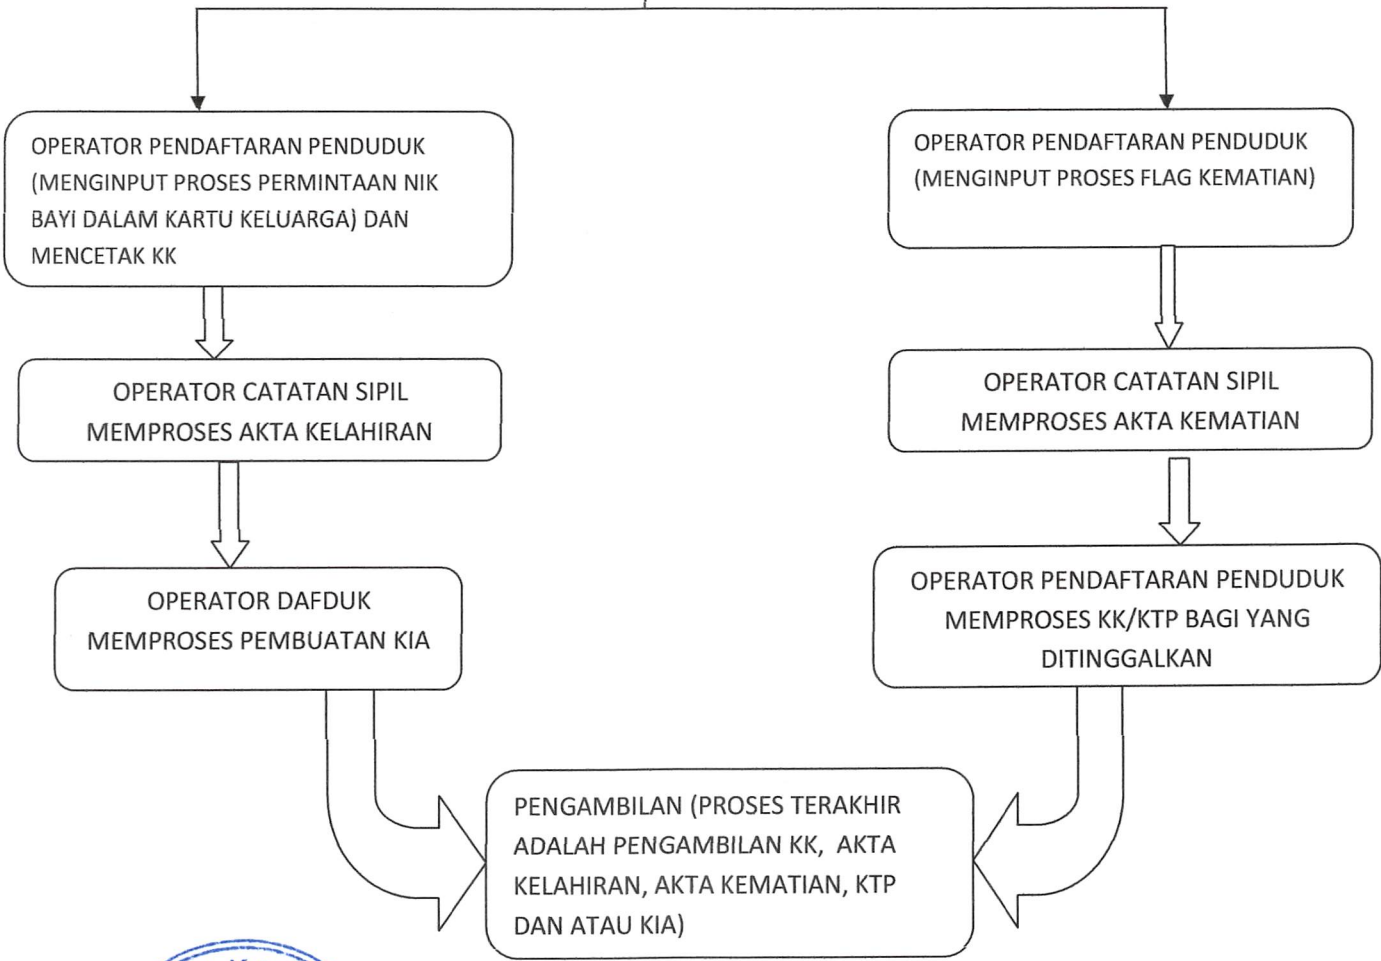 OPERATOR PENDAFTARAN PENDUDUK
(MENGINPUT PROSES PERMINTAAN NIK
BAYI DALAM KARTU KELUARGA) DAN
MENCETAK KK
OPERATOR CATATAN SIPIL
MEMPROSES AKTA KELAHIRAN
OPERATOR DAFDUK
MEMPROSES PEMBUATAN KIA
OPERATOR PENDAFTARAN PENDUDUK
(MENGINPUT PROSES FLAG KEMATIAN)
OPERATOR CATATAN SIPIL
MEMPROSES AKTA KEMATIAN
OPERATOR PENDAFTARAN PENDUDUK
MEMPROSES KK/KTP BAGI YANG
DITINGGALKAN
PENGAMBILAN (PROSES TERAKHIR
ADALAH PENGAMBILAN KK, AKTA
KELAHIRAN, AKTA KEMATIAN, KTP
DAN ATAU KIA)